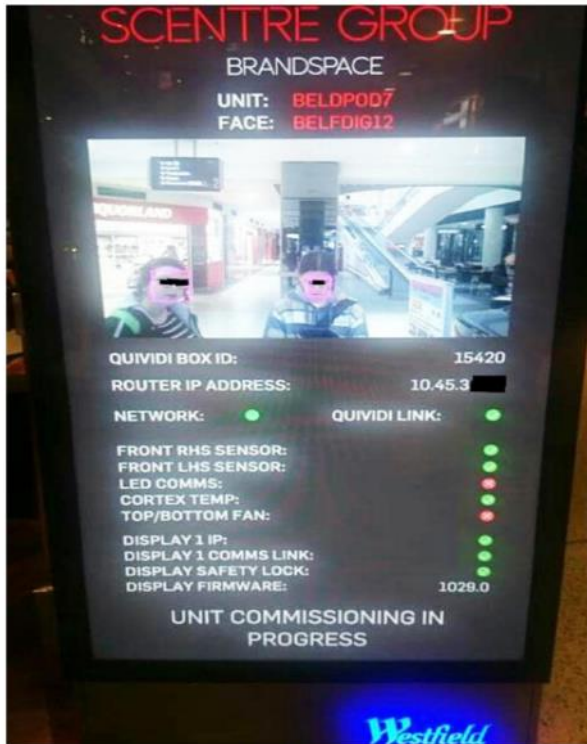 SCENTRE GROUP
BRANDSPACE
UNIT: BELDPOD7
FACE: BELFDIG12
LIQUORLAND
QUIVIDI BOX ID: 15420
ROUTER IP ADDRESS: 10.45.3
NETWORK: QUIVIDI LINK:
FRONT RHS SENSOR:
FRONT LHS SENSOR:
LED COMMS:
CORTEX TEMP:
TOP/BOTTOM FAN:
DISPLAY 1 IP:
DISPLAY 1 COMMS LINK:
DISPLAY SAFETY LOCK:
DISPLAY FIRMWARE: 1029.0
UNIT COMMISSIONING IN
PROGRESS
Westfield